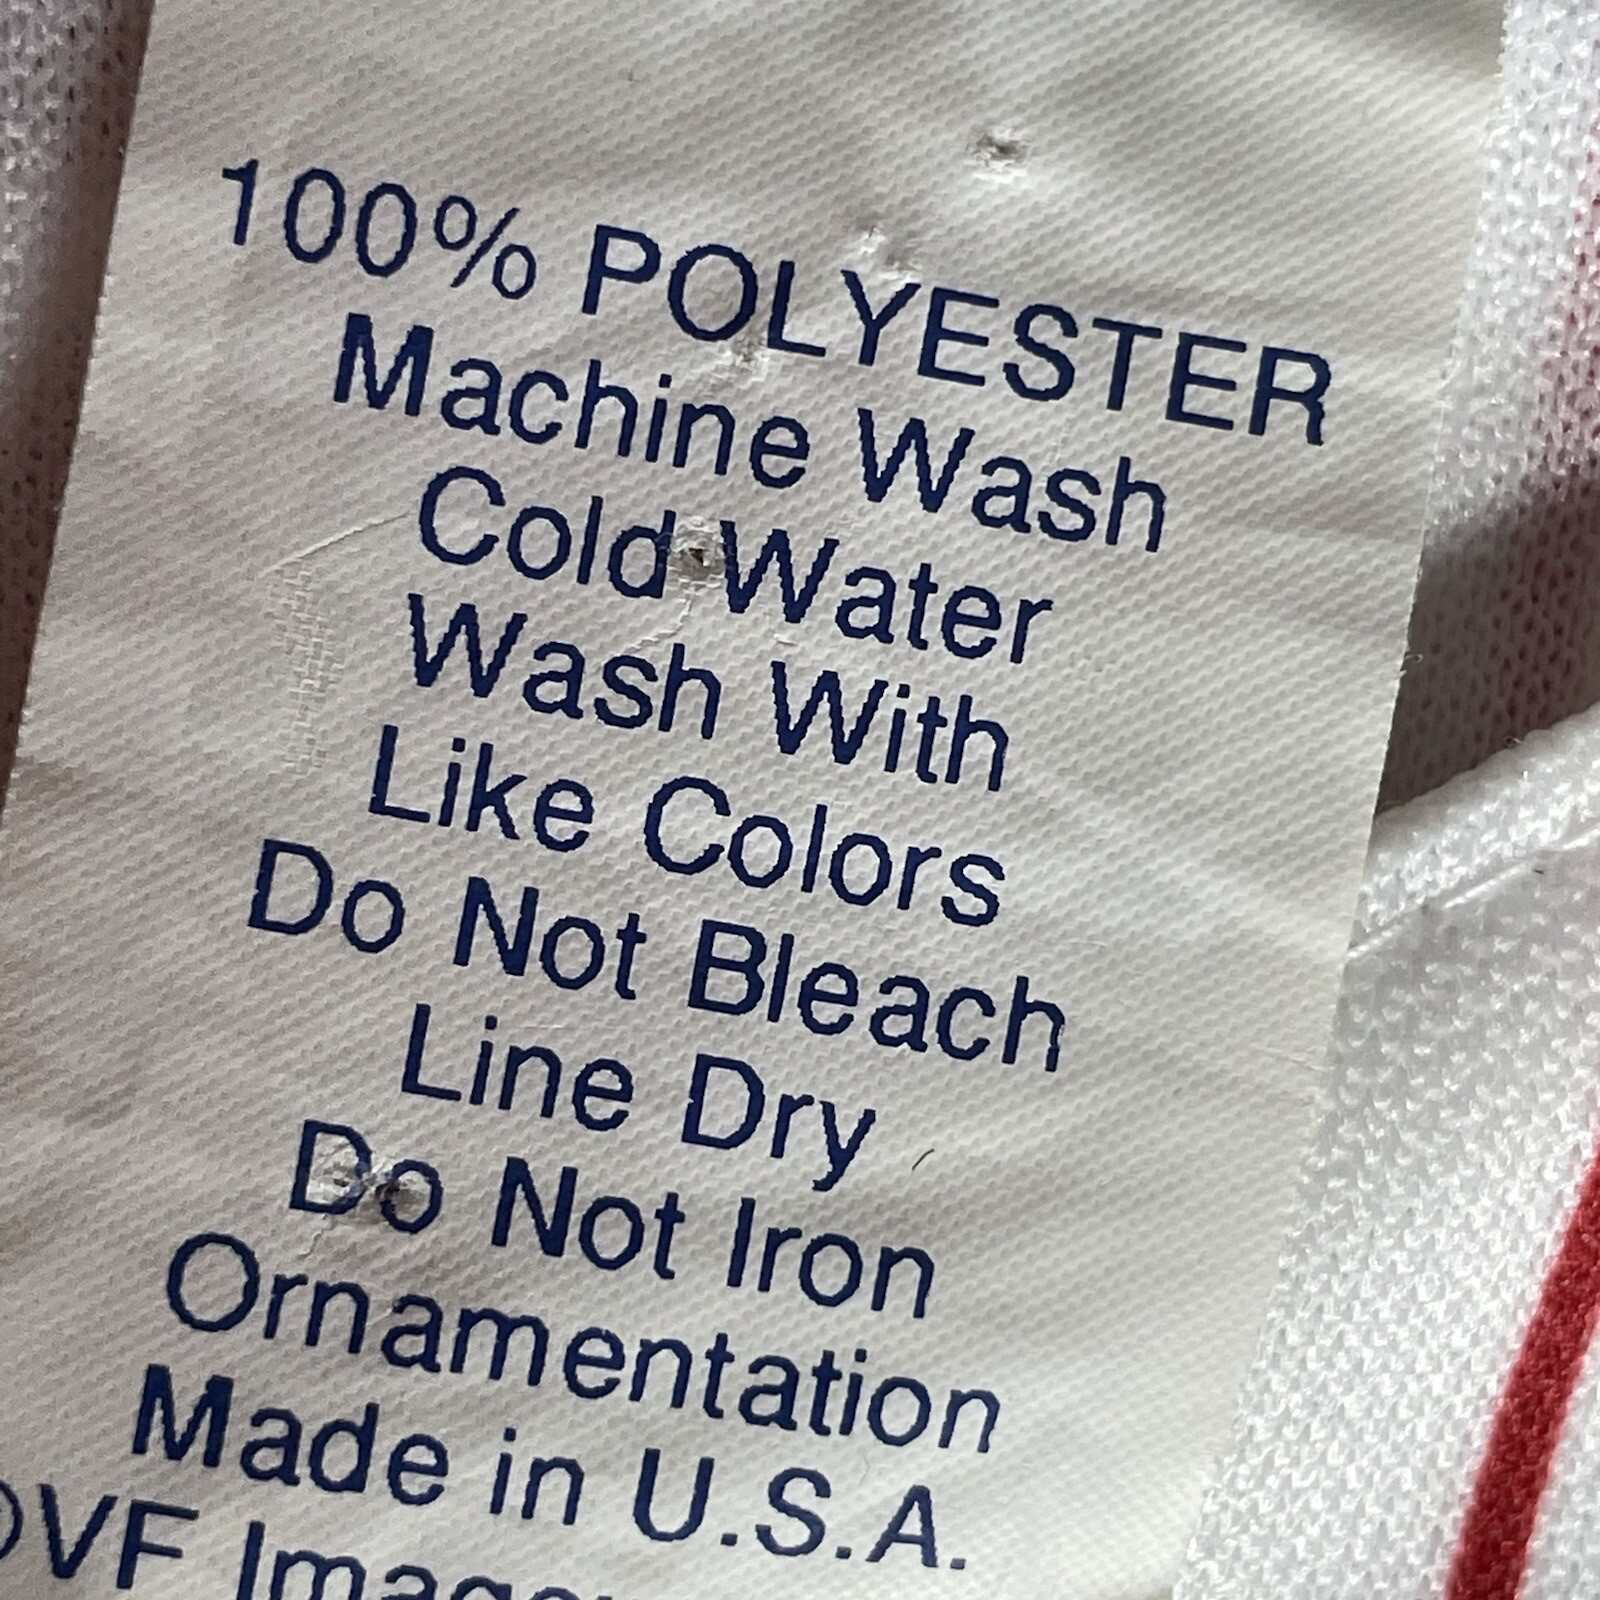 100% POLYESTER
Machine Wash
Cold Water
Wash With
Like Colors
Do Not Bleach
Line Dry
Do Not Iron
Ornamentation
Made in U.S.A.
©VF